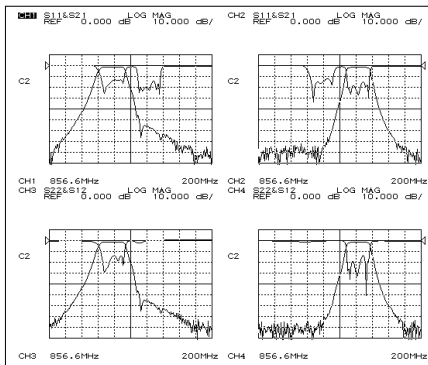 CH1 S11&S21 LOG MAG
REF 0.000 dB 10.000 dB/
C2
CH1 856.6MHz 200MHz
CH2 S11&S21 LOG MAG
REF 0.000 dB 10.000 dB/
C2
CH2 856.6MHz 200MHz
CH3 S22&S12 LOG MAG
REF 0.000 dB 10.000 dB/
C2
CH3 856.6MHz 200MHz
CH4 S22&S12 LOG MAG
REF 0.000 dB 10.000 dB/
C2
CH4 856.6MHz 200MHz